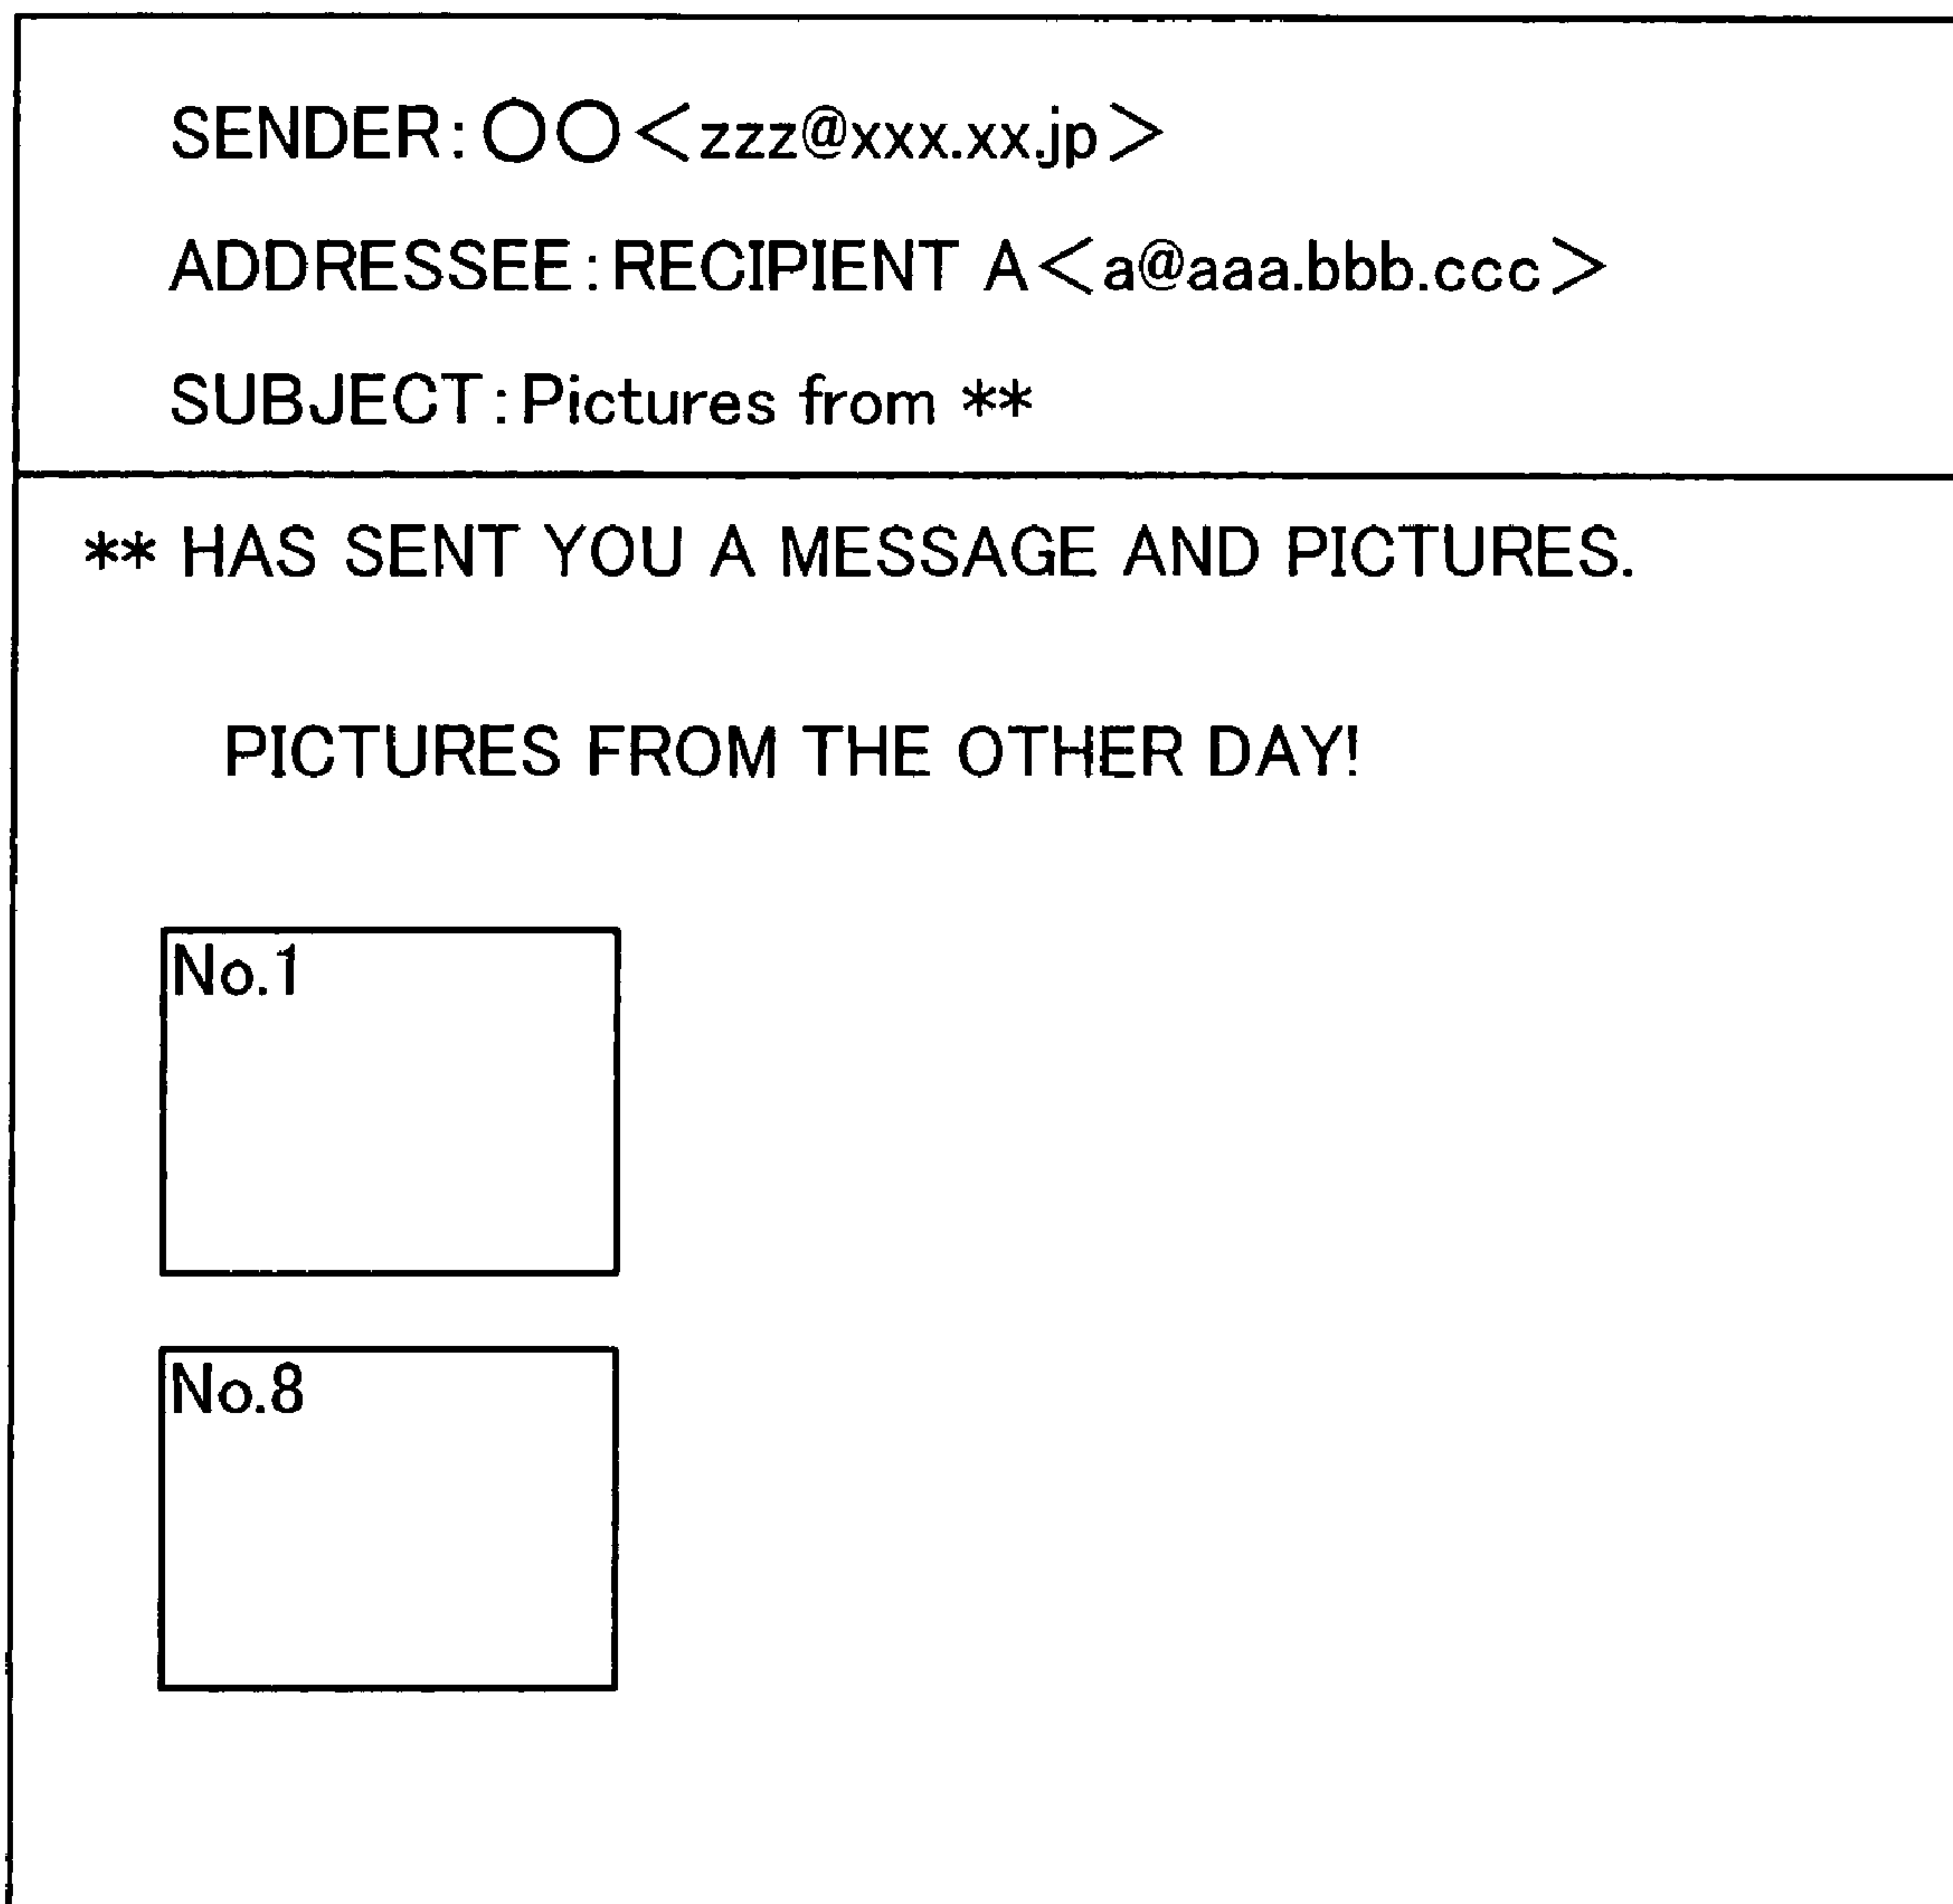 SENDER:○○<zzz@xxx.xx.jp>
ADDRESSEE:RECIPIENT A<a@aaa.bbb.ccc>
SUBJECT:Pictures from **
** HAS SENT YOU A MESSAGE AND PICTURES.
PICTURES FROM THE OTHER DAY!
No.1
No.8